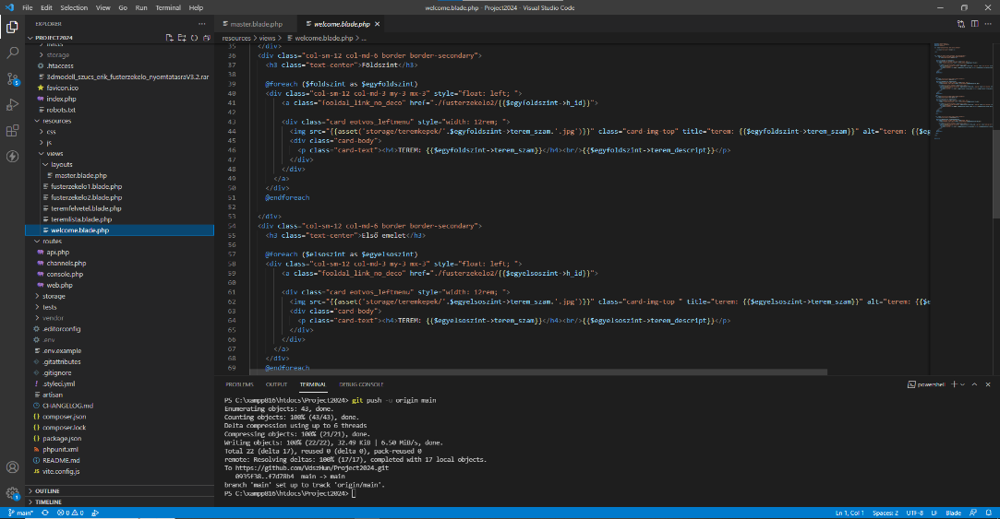 File Edit Selection View Go Run Terminal Help
welcome.blade.php - Project2024 - Visual Studio Code
EXPLORER
PROJECT2024
storage
.htaccess
3dmodell_szucs_erik_fusterzekelo_nyomtatasraV3.2.rar
favicon.ico
index.php
robots.txt
resources
css
js
views
layouts
master.blade.php
fusterzekelo1.blade.php
fusterzekelo2.blade.php
teremfelvetel.blade.php
teremlista.blade.php
welcome.blade.php
routes
api.php
channels.php
console.php
web.php
storage
tests
vendor
.editorconfig
.env
.env.example
.gitattributes
.gitignore
.styleci.yml
artisan
CHANGELOG.md
composer.json
composer.lock
package.json
phpunit.xml
README.md
vite.config.js
OUTLINE
TIMELINE
master.blade.php
welcome.blade.php
resources > views > welcome.blade.php > ...
35 </div>
36 <div class="col-sm-12 col-md-6 border border-secondary">
37 <h3 class="text-center">Földszint</h3>
38
39 @foreach ($foldszint as $egyfoldszint)
40 <div class="col-sm-12 col-md-3 my-3 mx-3" style="float: left; ">
41 <a class="fooldal_link_no_deco" href="./fusterzekelo2/{{$egyfoldszint->h_id}}">
42
43 <div class="card eotvos_leftmenu" style="width: 12rem; ">
44 <img src="{{asset('storage/teremkepek/'.$egyfoldszint->terem_szam.'.jpg')}}" class="card-img-top" title="terem: {{$egyfoldszint->terem_szam}}" alt="terem: {{$eg
45 <div class="card-body">
46 <p class="card-text"><h4>TEREM: {{$egyfoldszint->terem_szam}}</h4><br/>{{$egyfoldszint->terem_descript}}</p>
47 </div>
48 </div>
49 </a>
50 </div>
51 @endforeach
52
53 </div>
54 <div class="col-sm-12 col-md-6 border border-secondary">
55 <h3 class="text-center">Első emelet</h3>
56
57 @foreach ($elsoszint as $egyelsoszint)
58 <div class="col-sm-12 col-md-3 my-3 mx-3" style="float: left; ">
59 <a class="fooldal_link_no_deco" href="./fusterzekelo2/{{$egyelsoszint->h_id}}">
60
61 <div class="card eotvos_leftmenu" style="width: 12rem; ">
62 <img src="{{asset('storage/teremkepek/'.$egyelsoszint->terem_szam.'.jpg')}}" class="card-img-top " title="terem: {{$egyelsoszint->terem_szam}}" alt="terem: {{$eg
63 <div class="card body">
64 <p class="card-text"><h4>TEREM: {{$egyelsoszint->terem_szam}}</h4><br/>{{$egyelsoszint->terem_descript}}</p>
65 </div>
66 </div>
67 </a>
68 </div>
69 @endforeach
PROBLEMS OUTPUT TERMINAL DEBUG CONSOLE
powershell
PS C:\xampp816\htdocs\Project2024> git push -u origin main
Enumerating objects: 43, done.
Counting objects: 100% (43/43), done.
Delta compression using up to 6 threads
Compressing objects: 100% (21/21), done.
Writing objects: 100% (22/22), 32.49 KiB | 6.50 MiB/s, done.
Total 22 (delta 17), reused 0 (delta 0), pack-reused 0
remote: Resolving deltas: 100% (17/17), completed with 17 local objects.
To https://github.com/VdszHun/Project2024.git
0935f38..f7d78b4 main -> main
branch 'main' set up to track 'origin/main'.
PS C:\xampp816\htdocs\Project2024>
main* 0 0 Ln 1, Col 1 Spaces: 2 UTF-8 LF Blade